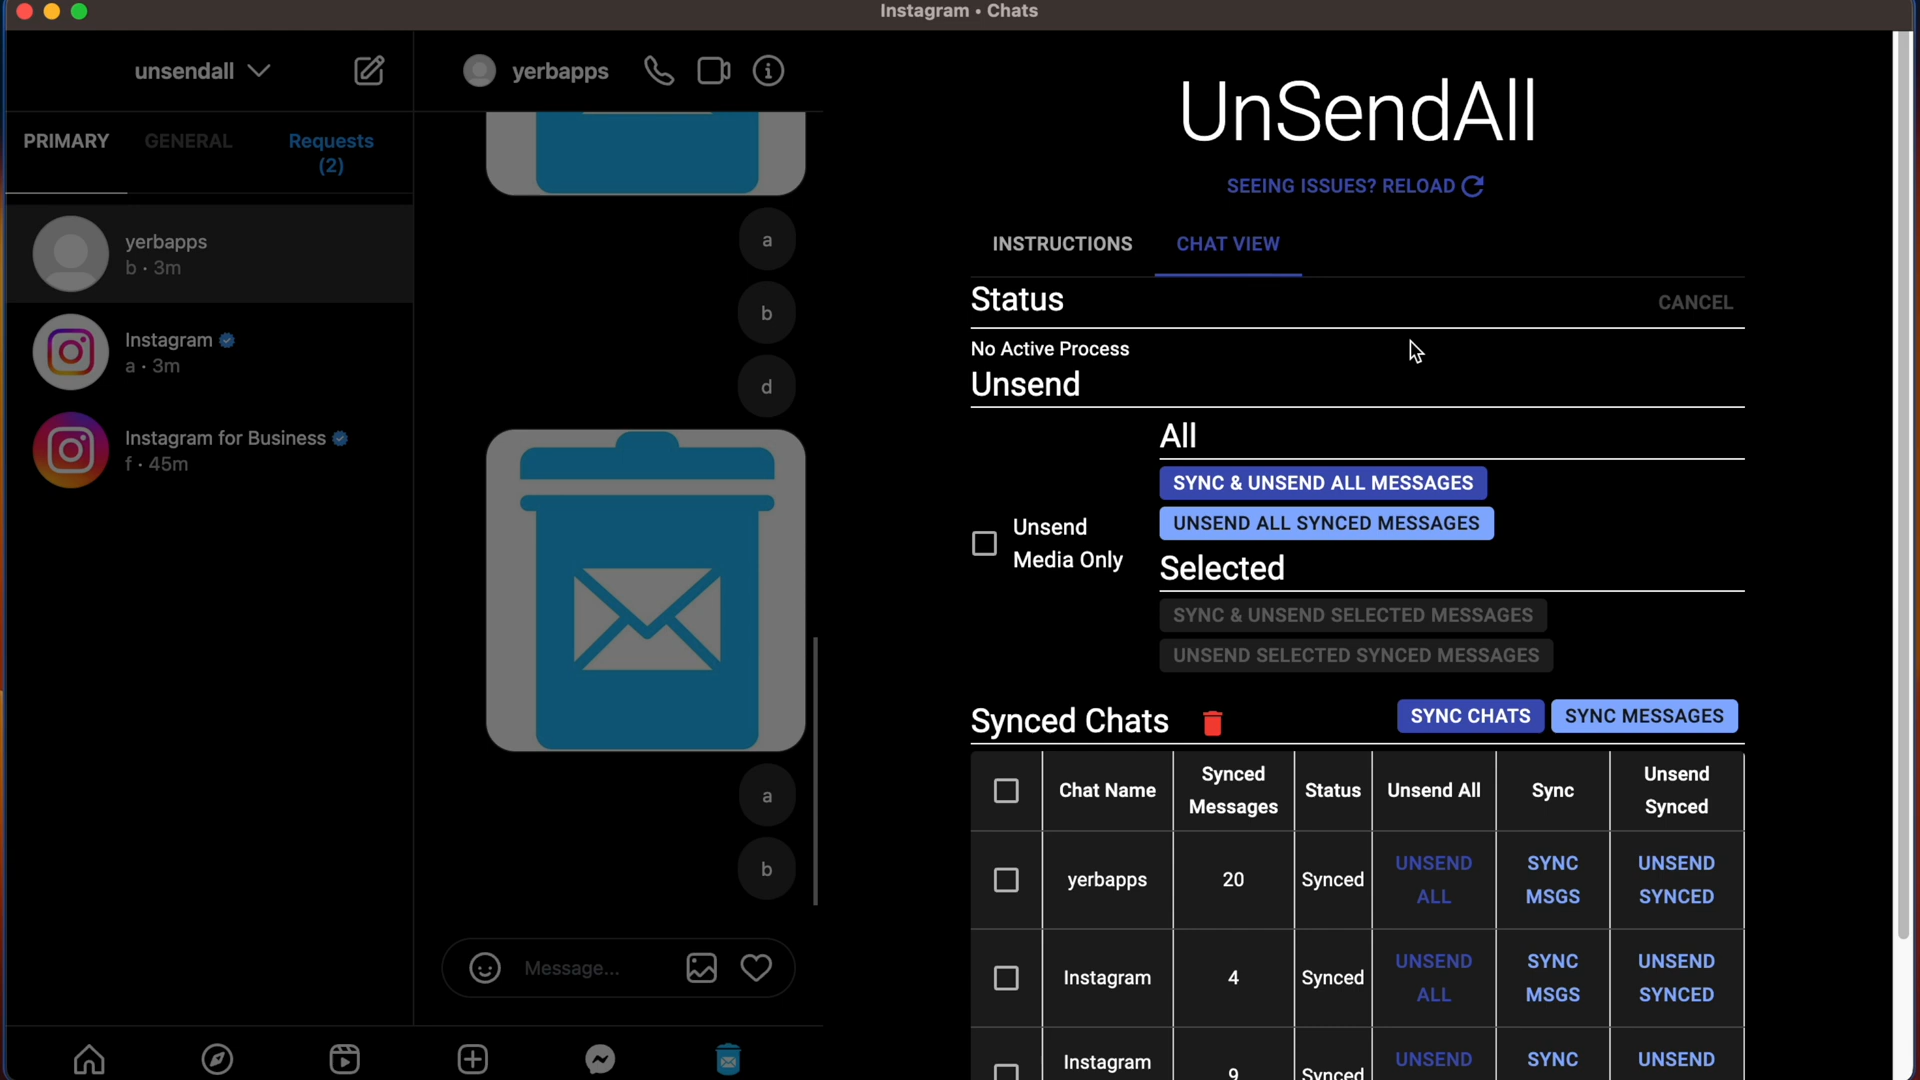 Instagram • Chats
unsendall
PRIMARY
GENERAL
Requests
(2)
yerbapps
b · 3m
Instagram
a · 3m
Instagram for Business
f · 45m
yerbapps
a
b
d
a
b
Message...
UnSendAll
SEEING ISSUES? RELOAD
INSTRUCTIONS
CHAT VIEW
Status
CANCEL
No Active Process
Unsend
Unsend
Media Only
All
SYNC & UNSEND ALL MESSAGES
UNSEND ALL SYNCED MESSAGES
Selected
SYNC & UNSEND SELECTED MESSAGES
UNSEND SELECTED SYNCED MESSAGES
Synced Chats
SYNC CHATS
SYNC MESSAGES
Chat Name
Synced
Messages
Status
Unsend All
Sync
Unsend
Synced
yerbapps
20
Synced
UNSEND
ALL
SYNC
MSGS
UNSEND
SYNCED
Instagram
4
Synced
UNSEND
ALL
SYNC
MSGS
UNSEND
SYNCED
Instagram
9
Synced
UNSEND
SYNC
UNSEND